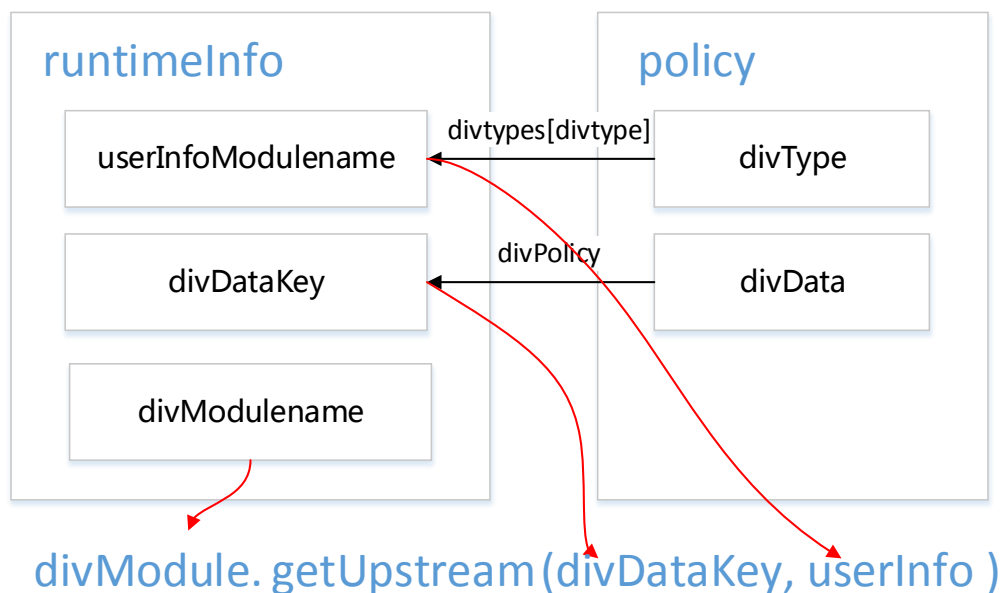 runtimeInfo
policy
divtypes[divtype]
userInfoModulename
divType
divPolicy
divDataKey
divData
divModulename
divModule. getUpstream(divDataKey, userInfo )